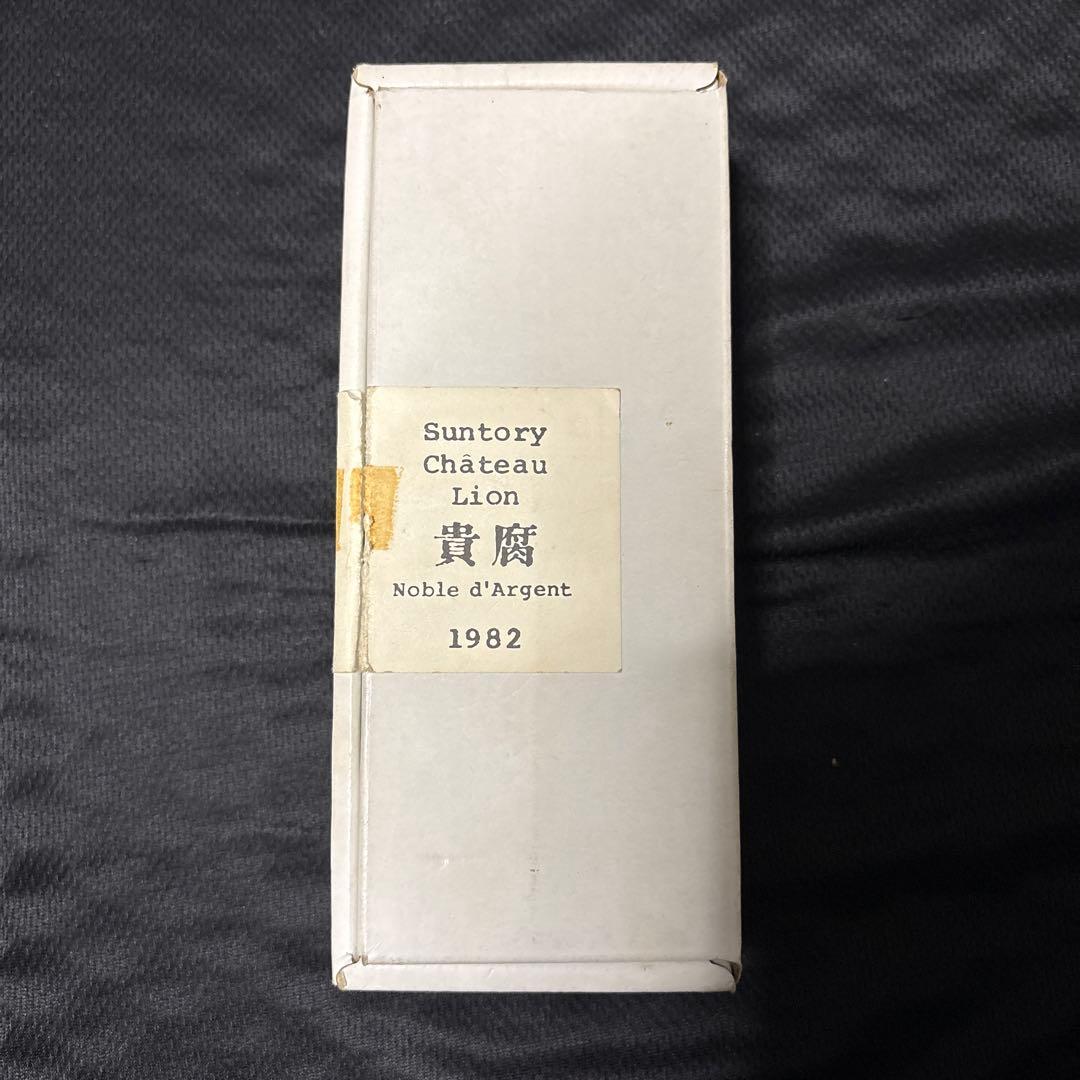 Suntory
Château
Lion
貴腐
Noble d'Argent
1982